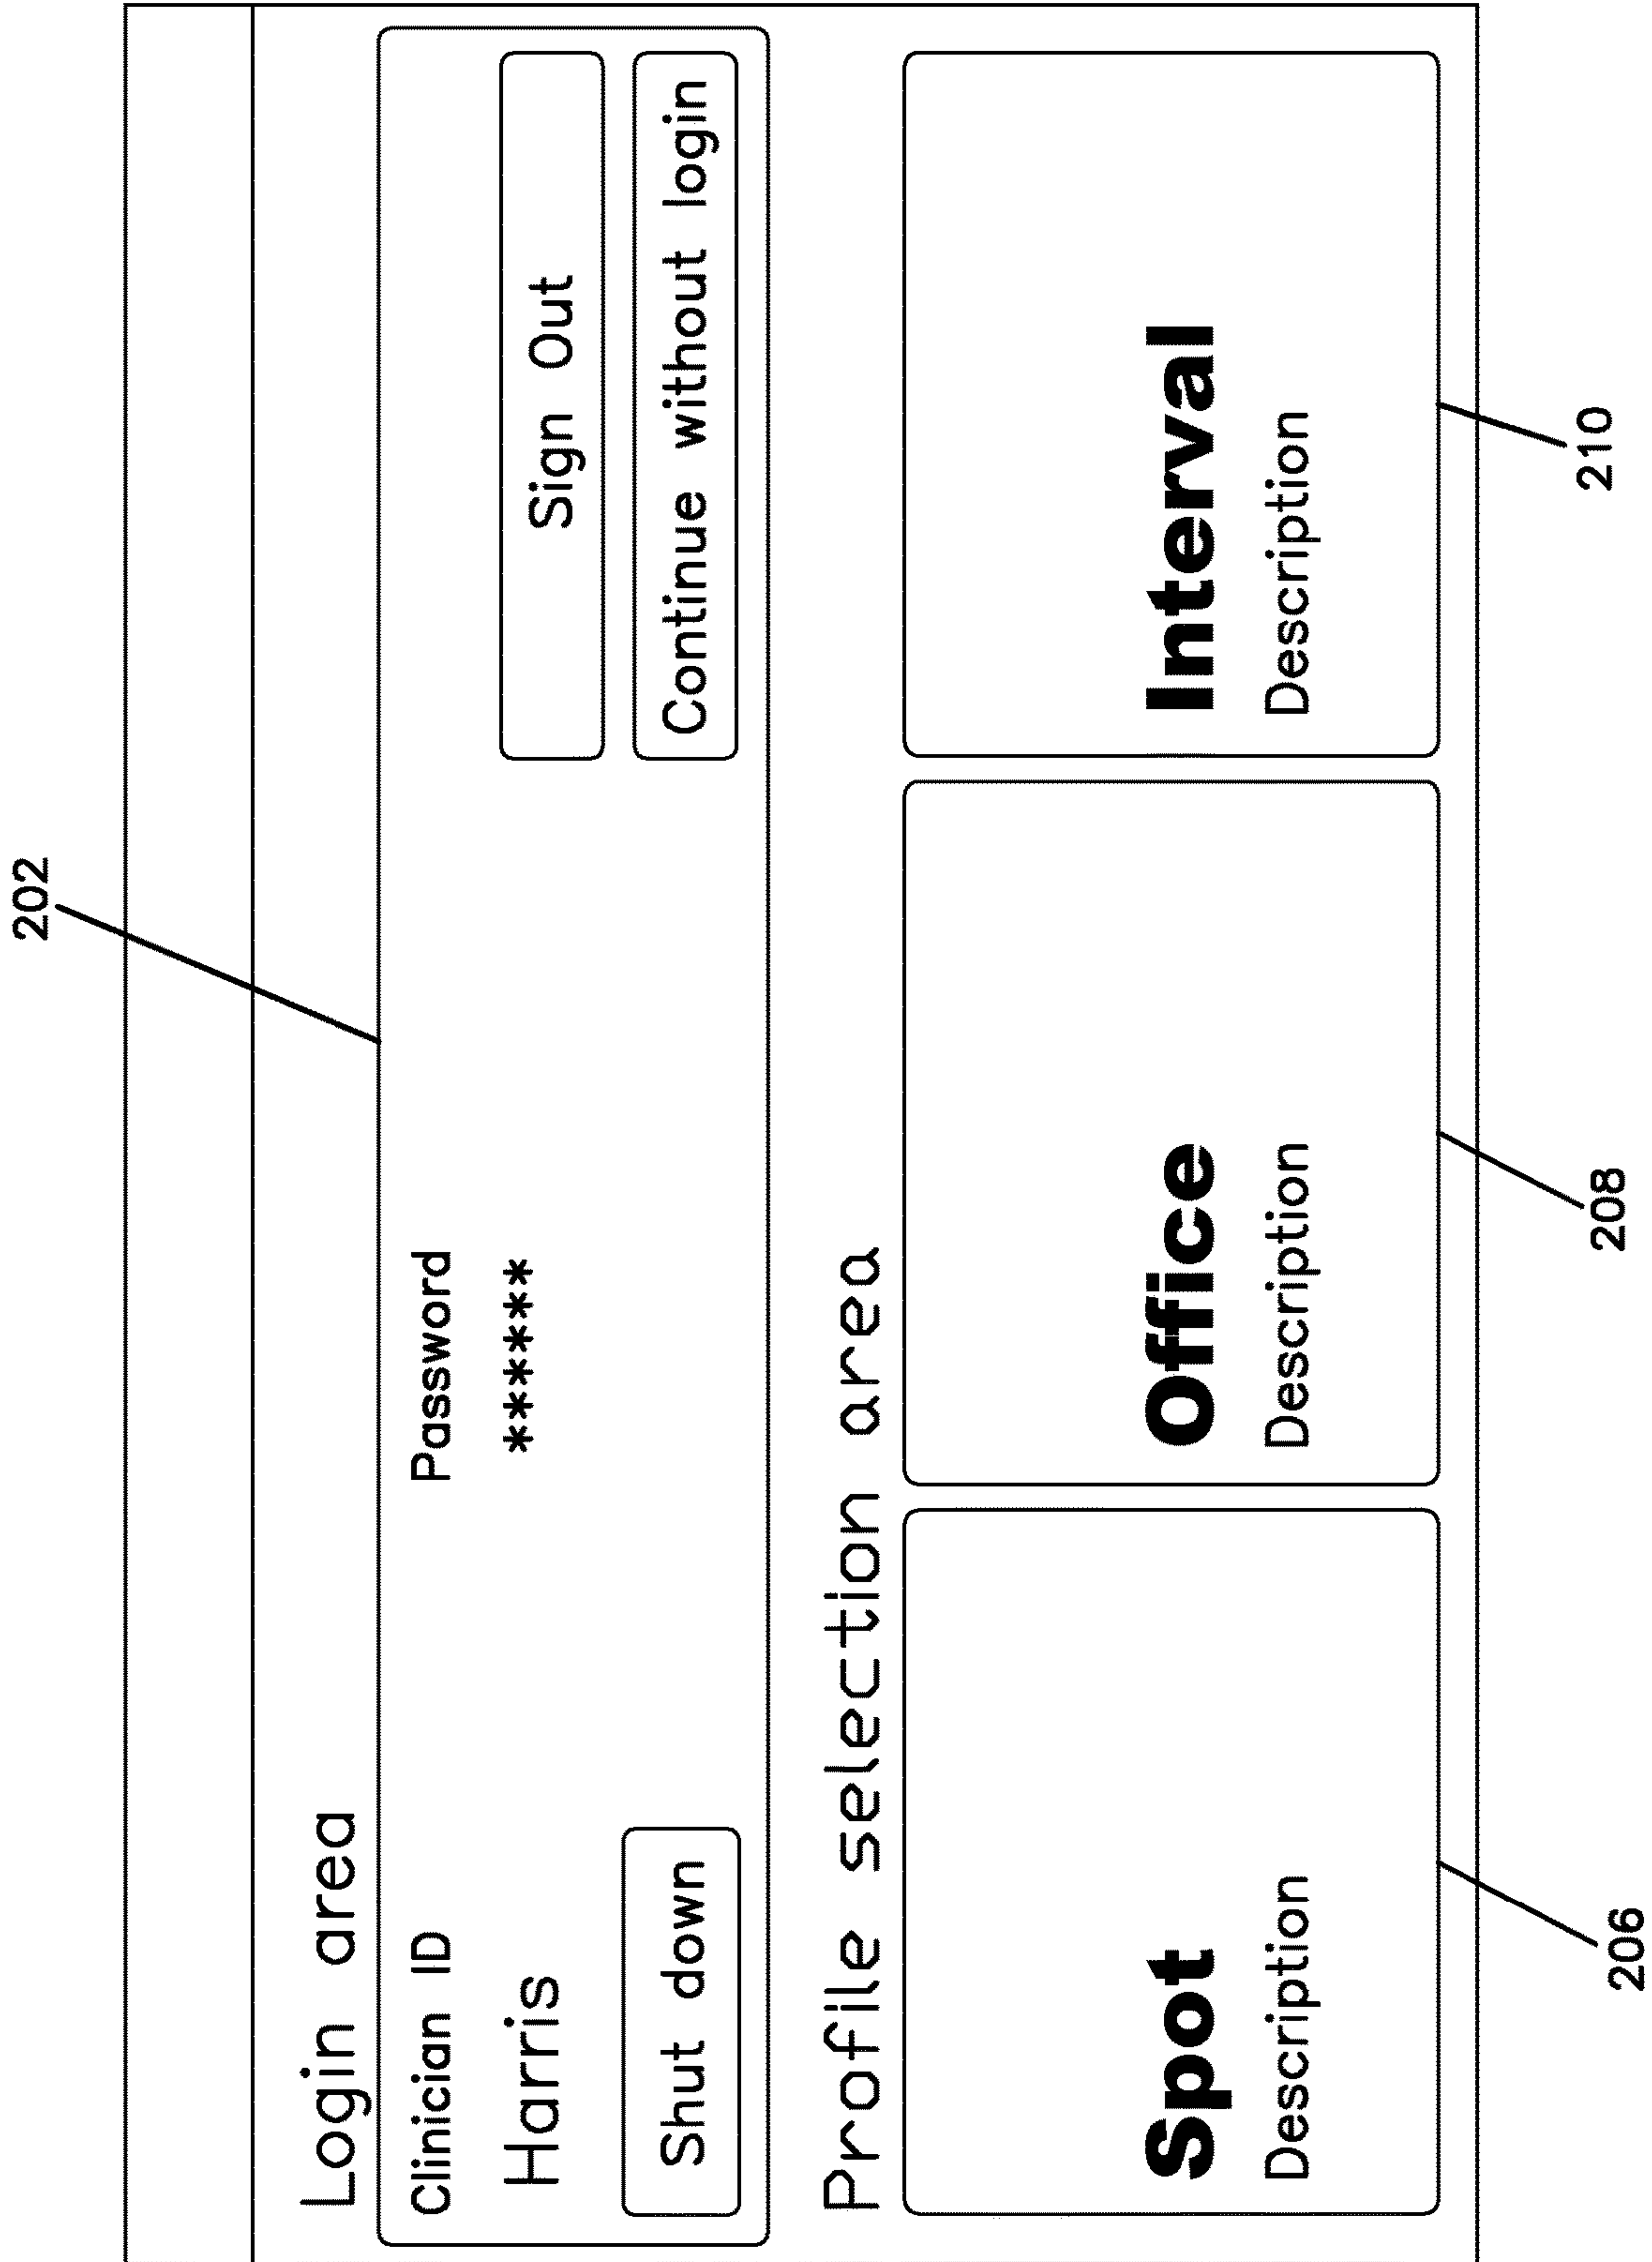 202
Login area
Clinician ID Password
Harris ******
Sign Out
Shut down Continue without login
Profile selection area
Spot Office Interval
Description Description Description
206 208 210